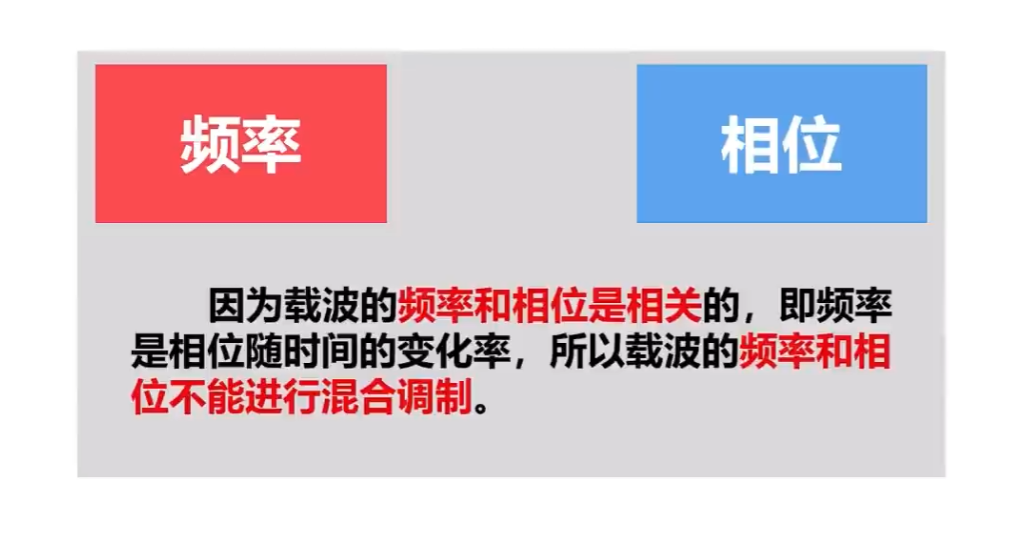 频率
相位
因为载波的频率和相位是相关的，即频率
是相位随时间的变化率，所以载波的频率和相
位不能进行混合调制。